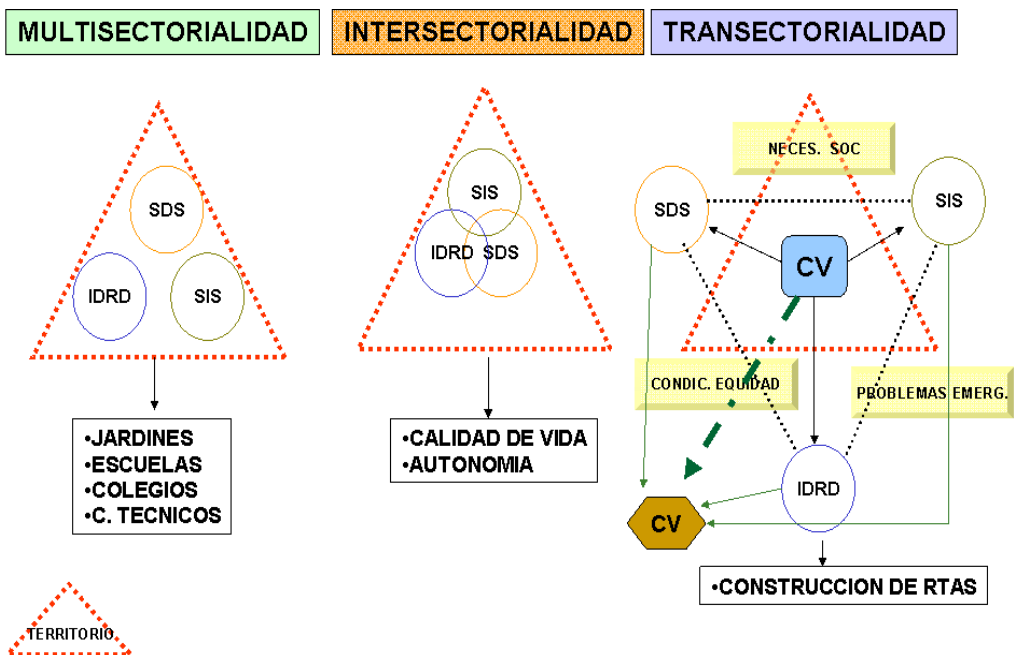 MULTISECTORIALIDAD
INTERSECTORIALIDAD
TRANSECTORIALIDAD
SDS
IDRD
SIS
•JARDINES
•ESCUELAS
•COLEGIOS
•C. TECNICOS
SIS
IDRD
SDS
•CALIDAD DE VIDA
•AUTONOMIA
NECES. SOC
SDS
SIS
CV
CONDIC. EQUIDAD
PROBLEMAS EMERG.
IDRD
CV
•CONSTRUCCION DE RTAS
TERRITORIO